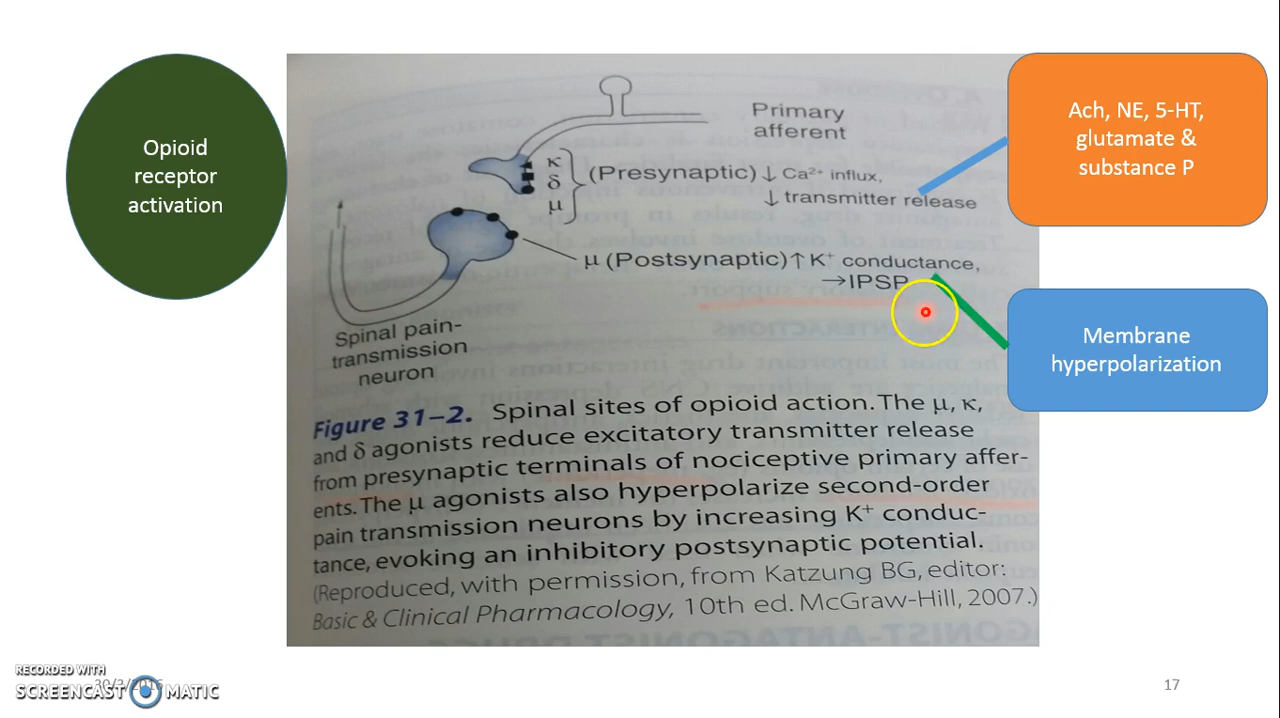 Opioid
receptor
activation
Primary
afferent
κ
δ
μ
(Presynaptic) ↓ Ca²⁺ influx,
↓ transmitter release
μ (Postsynaptic) ↑ K⁺ conductance,
→IPSP
Spinal pain-
transmission
neuron
Ach, NE, 5-HT,
glutamate &
substance P
Membrane
hyperpolarization
Figure 31–2. Spinal sites of opioid action. The μ, κ,
and δ agonists reduce excitatory transmitter release
from presynaptic terminals of nociceptive primary affer-
ents. The μ agonists also hyperpolarize second-order
pain transmission neurons by increasing K⁺ conduc-
tance, evoking an inhibitory postsynaptic potential.
(Reproduced, with permission, from Katzung BG, editor:
Basic & Clinical Pharmacology, 10th ed. McGraw-Hill, 2007.)
RECORDED WITH
SCREENCAST MATIC
17